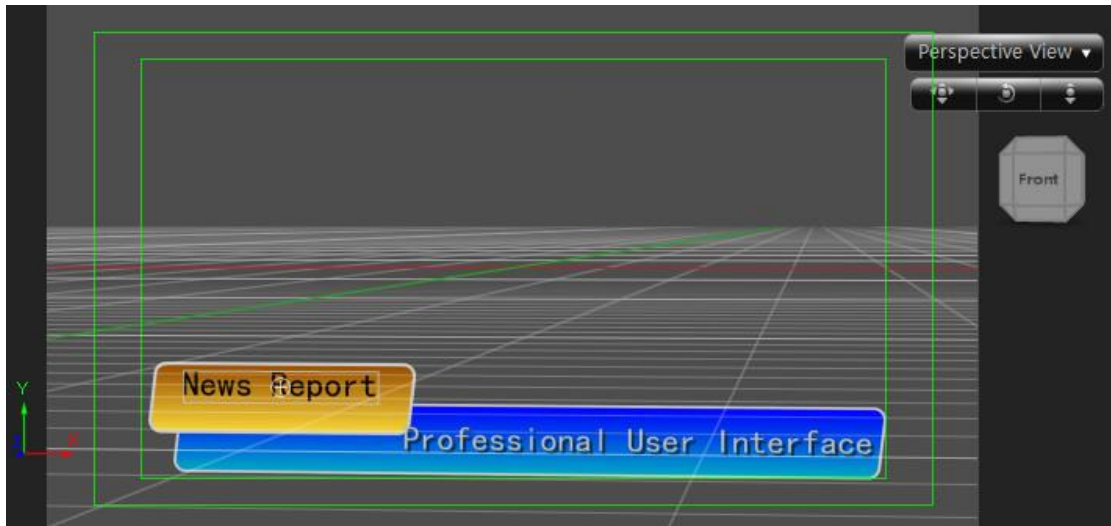 Perspective View
Front
News Report
Professional User Interface
Y
X